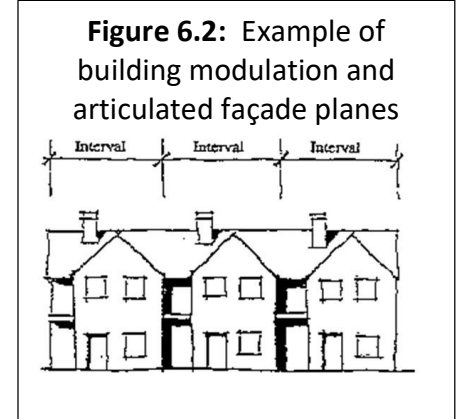 Figure 6.2: Example of
building modulation and
articulated façade planes
Interval Interval Interval